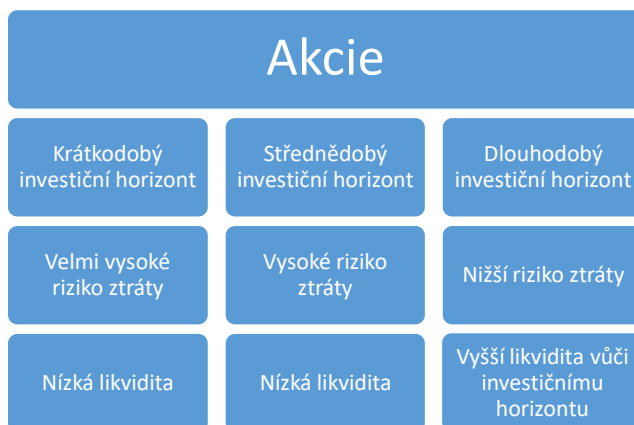 Akcie
Krátkodobý
investiční horizont
Střednědobý
investiční horizont
Dlouhodobý
investiční horizont
Velmi vysoké
riziko ztráty
Vysoké riziko
ztráty
Nižší riziko ztráty
Nízká likvidita
Nízká likvidita
Vyšší likvidita vůči
investičnímu
horizontu